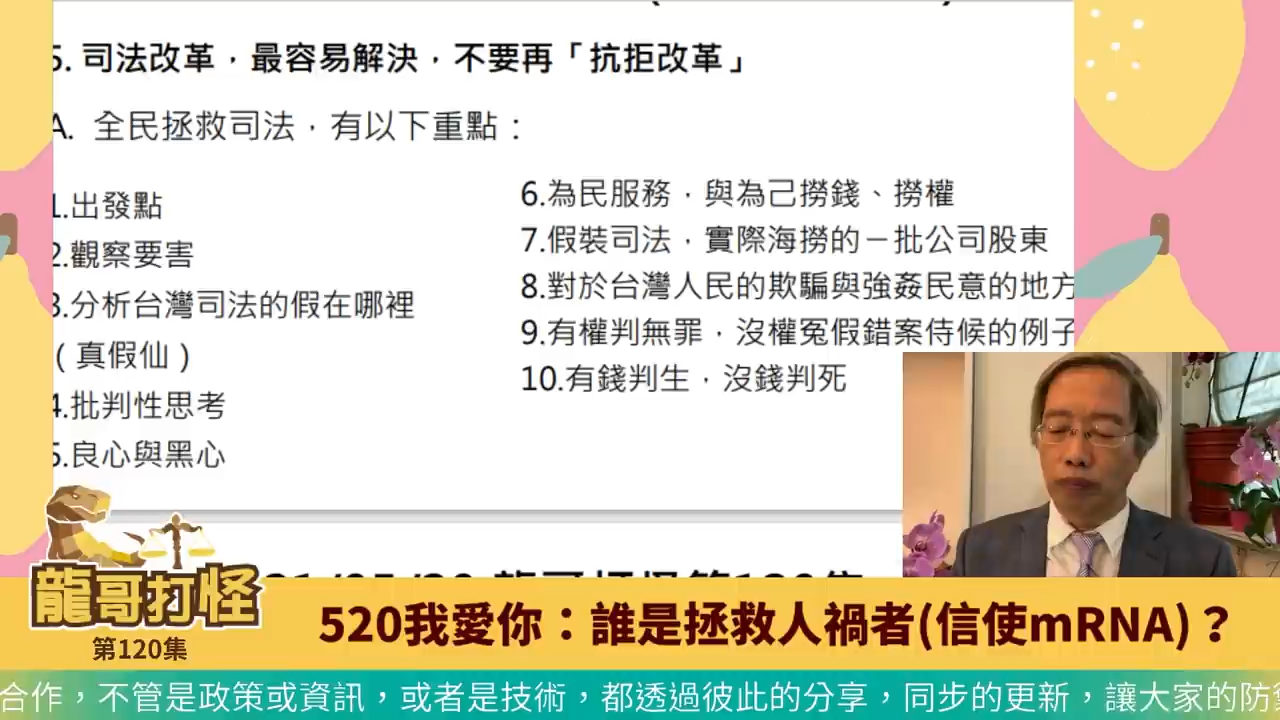 5. 司法改革，最容易解決，不要再「抗拒改革」
A. 全民拯救司法，有以下重點：
1.出發點
2.觀察要害
3.分析台灣司法的假在哪裡
（真假仙）
4.批判性思考
5.良心與黑心
6.為民服務，與為己撈錢、撈權
7.假裝司法，實際海撈的一批公司股東
8.對於台灣人民的欺騙與強姦民意的地方
9.有權判無罪，沒權冤假錯案侍候的例子
10.有錢判生，沒錢判死
龍哥打怪
第120集
520我愛你：誰是拯救人禍者(信使mRNA)？
合作，不管是政策或資訊，或者是技術，都透過彼此的分享，同步的更新，讓大家的防